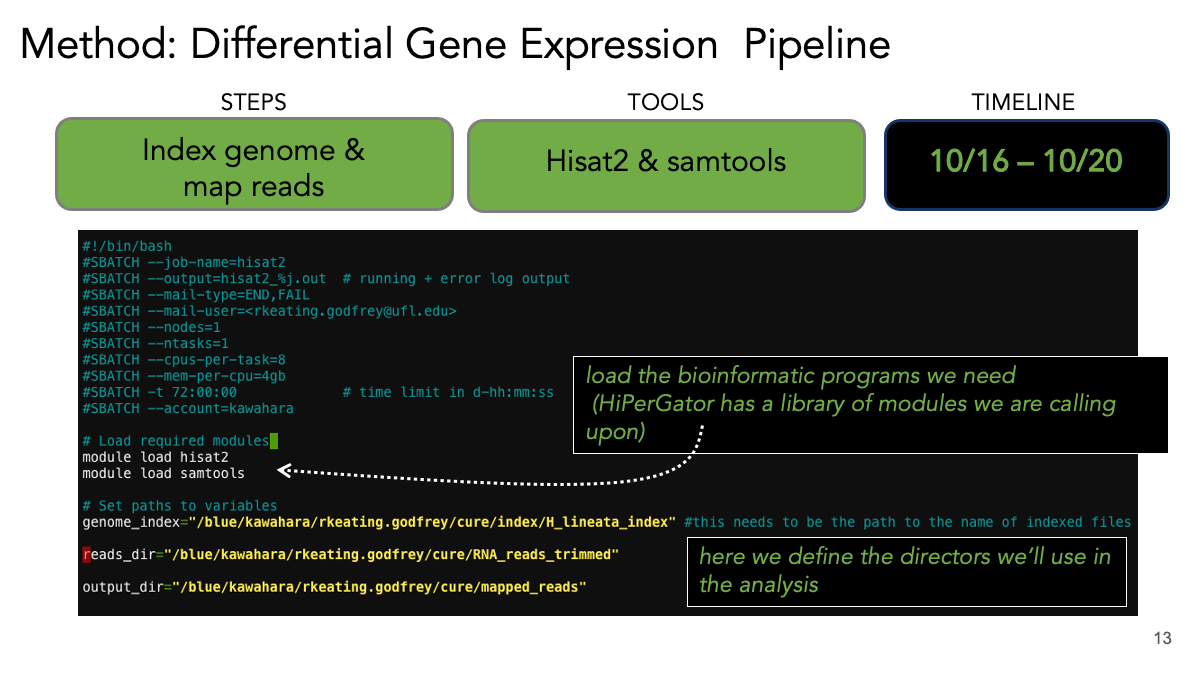 Method: Differential Gene Expression  Pipeline
STEPS
TOOLS
TIMELINE
Index genome &
map reads
Hisat2 & samtools
10/16 – 10/20
#!/bin/bash
#SBATCH --job-name=hisat2
#SBATCH --output=hisat2_%j.out  # running + error log output
#SBATCH --mail-type=END,FAIL
#SBATCH --mail-user=<rkeating.godfrey@ufl.edu>
#SBATCH --nodes=1
#SBATCH --ntasks=1
#SBATCH --cpus-per-task=8
#SBATCH --mem-per-cpu=4gb
#SBATCH -t 72:00:00             # time limit in d-hh:mm:ss
#SBATCH --account=kawahara
load the bioinformatic programs we need
(HiPerGator has a library of modules we are calling
upon)
# Load required modules
module load hisat2
module load samtools
# Set paths to variables
genome_index="/blue/kawahara/rkeating.godfrey/cure/index/H_lineata_index" #this needs to be the path to the name of indexed files
reads_dir="/blue/kawahara/rkeating.godfrey/cure/RNA_reads_trimmed"
output_dir="/blue/kawahara/rkeating.godfrey/cure/mapped_reads"
here we define the directors we’ll use in
the analysis
13